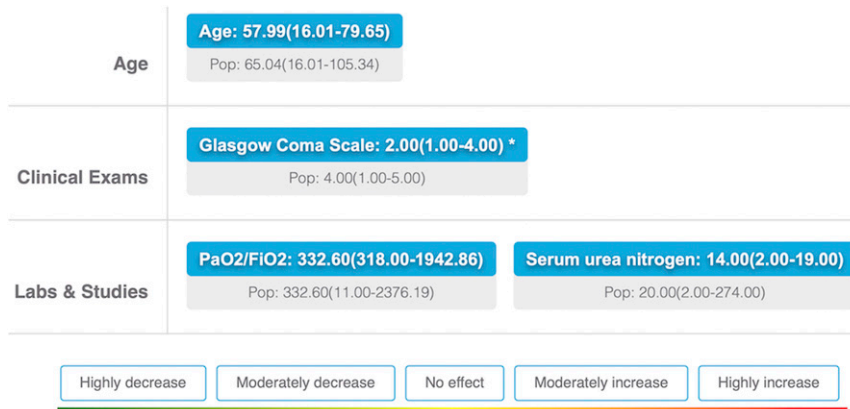 Age: 57.99(16.01-79.65)
Age
Pop: 65.04(16.01-105.34)
Glasgow Coma Scale: 2.00(1.00-4.00) *
Clinical Exams
Pop: 4.00(1.00-5.00)
PaO2/FiO2: 332.60(318.00-1942.86)
Serum urea nitrogen: 14.00(2.00-19.00)
Labs & Studies
Pop: 332.60(11.00-2376.19)
Pop: 20.00(2.00-274.00)
Highly decrease
Moderately decrease
No effect
Moderately increase
Highly increase